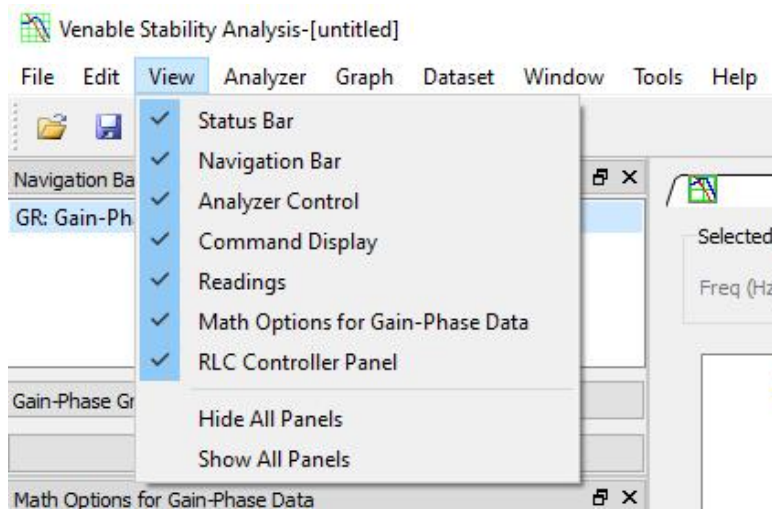 Venable Stability Analysis-[untitled]
File Edit View Analyzer Graph Dataset Window Tools Help
Status Bar
Navigation Bar
Analyzer Control
Command Display
Readings
Math Options for Gain-Phase Data
RLC Controller Panel
Hide All Panels
Show All Panels
Navigation Ba
GR: Gain-Ph
Gain-Phase Gr
Math Options for Gain-Phase Data
Selected
Freq (Hz